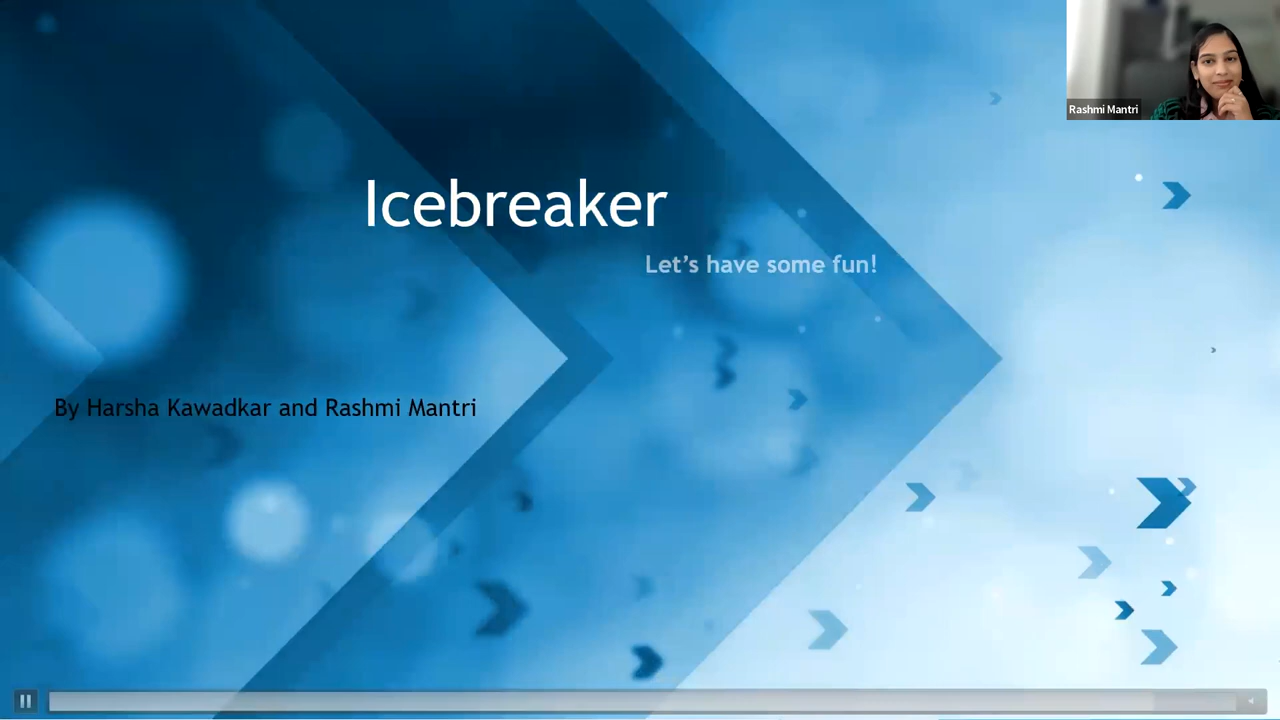 Rashmi Mantri
Icebreaker
Let’s have some fun!
By Harsha Kawadkar and Rashmi Mantri